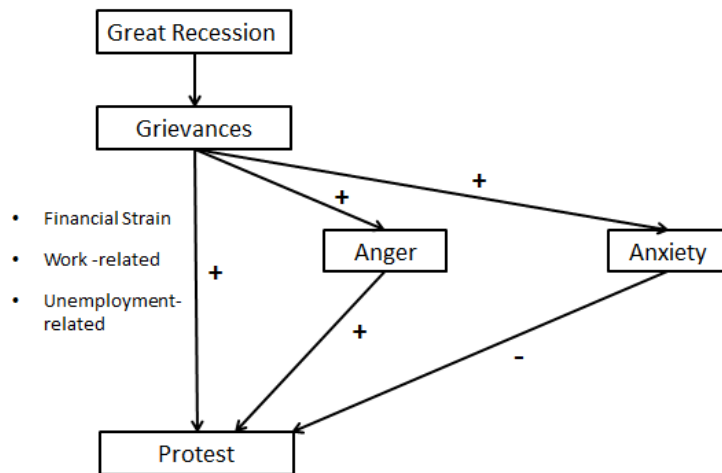 Great Recession
Grievances
+
+
• Financial Strain
• Work -related
• Unemployment-
related
+
Anger
Anxiety
+
-
Protest